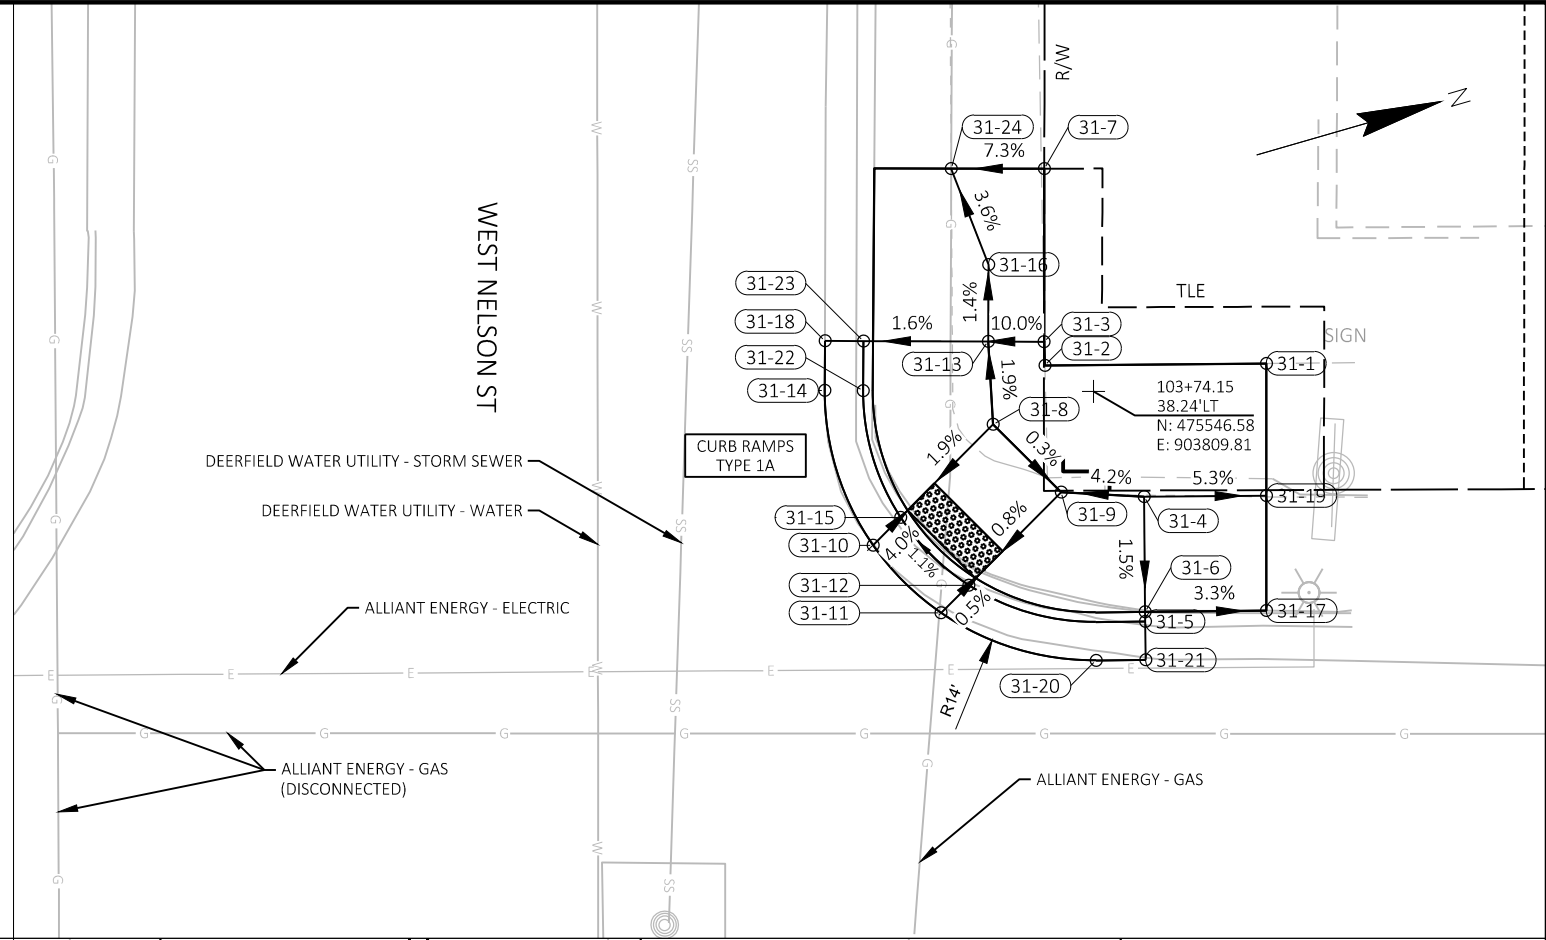 R/W
N
31-24
31-7
7.3%
3.6%
31-16
31-23
TLE
1.4%
31-18
1.6%
10.0%
31-3
SIGN
31-22
31-13
31-2
31-1
WEST NELSON ST
31-14
1.9%
31-8
103+74.15
38.24'LT
N: 475546.58
E: 903809.81
CURB RAMPS
TYPE 1A
1.9%
0.3%
DEERFIELD WATER UTILITY - STORM SEWER
4.2%
5.3%
31-19
DEERFIELD WATER UTILITY - WATER
31-15
31-9
31-4
0.8%
31-10
4.0%
1.1%
1.5%
31-6
31-12
3.3%
31-11
0.5%
31-17
31-5
ALLIANT ENERGY - ELECTRIC
31-21
31-20
R14'
ALLIANT ENERGY - GAS
(DISCONNECTED)
ALLIANT ENERGY - GAS
G
G
G
G
G
G
W
W
W
W
SS
SS
SS
SS
SS
E
E
E
E
E
E
E
G
G
G
G
G
G
G
G
G
G
G
G
G